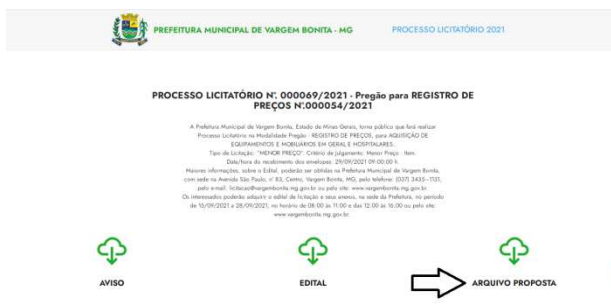 PREFEITURA MUNICIPAL DE VARGEM BONITA - MG
PROCESSO LICITATÓRIO 2021
PROCESSO LICITATÓRIO N'. 000069/2021 - Pregão para REGISTRO DE
PREÇOS N'.000054/2021
A Prefeitura Municipal de Vargem Bonita, Estado de Minas Gerais, torna público que fará realizar
Processo Licitatório na Modalidade Pregão - REGISTRO DE PREÇOS, para AQUISIÇÃO DE
EQUIPAMENTOS E MOBILIÁRIOS EM GERAL E HOSPITALARES.
Tipo de Licitação: "MENOR PREÇO". Critério de Julgamento: Menor Preço - Item.
Data/hora do recebimento dos envelopes: 29/09/2021 09:00:00 h.
Maiores informações, sobre o Edital, poderão ser obtidas na Prefeitura Municipal de Vargem Bonita,
com sede na Avenida São Paulo, nº 83, Centro, Vargem Bonita, MG, pelo telefone: (037) 3435-1131,
pelo e-mail: licitacao@vargembonita.mg.gov.br ou pelo site: www.vargembonita.mg.gov.br.
Os interessados poderão adquirir o edital de licitação e seus anexos, na sede da Prefeitura, no período
de 15/09/2021 a 28/09/2021, no horário de 08:00 às 11:00 e das 12:00 às 16:00 ou pelo site:
www.vargembonita.mg.gov.br
AVISO
EDITAL
ARQUIVO PROPOSTA